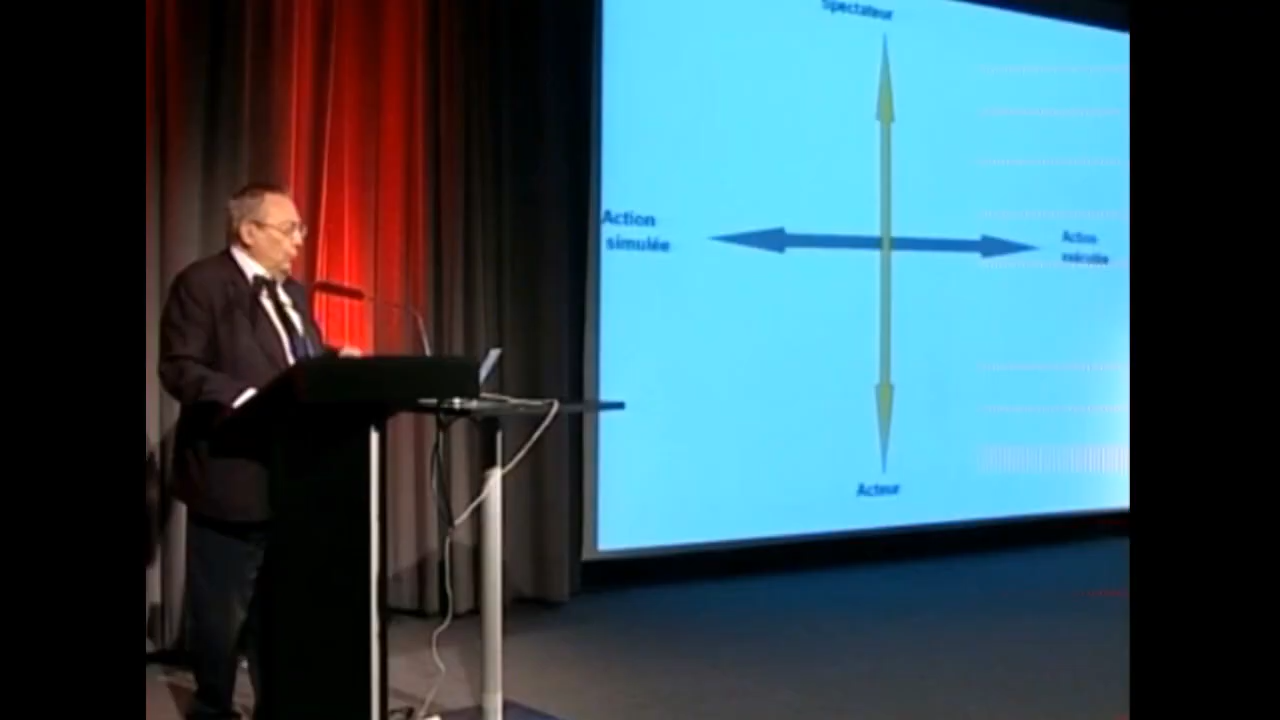 Spectateur
Action
simulée
Action
exécutée
Acteur